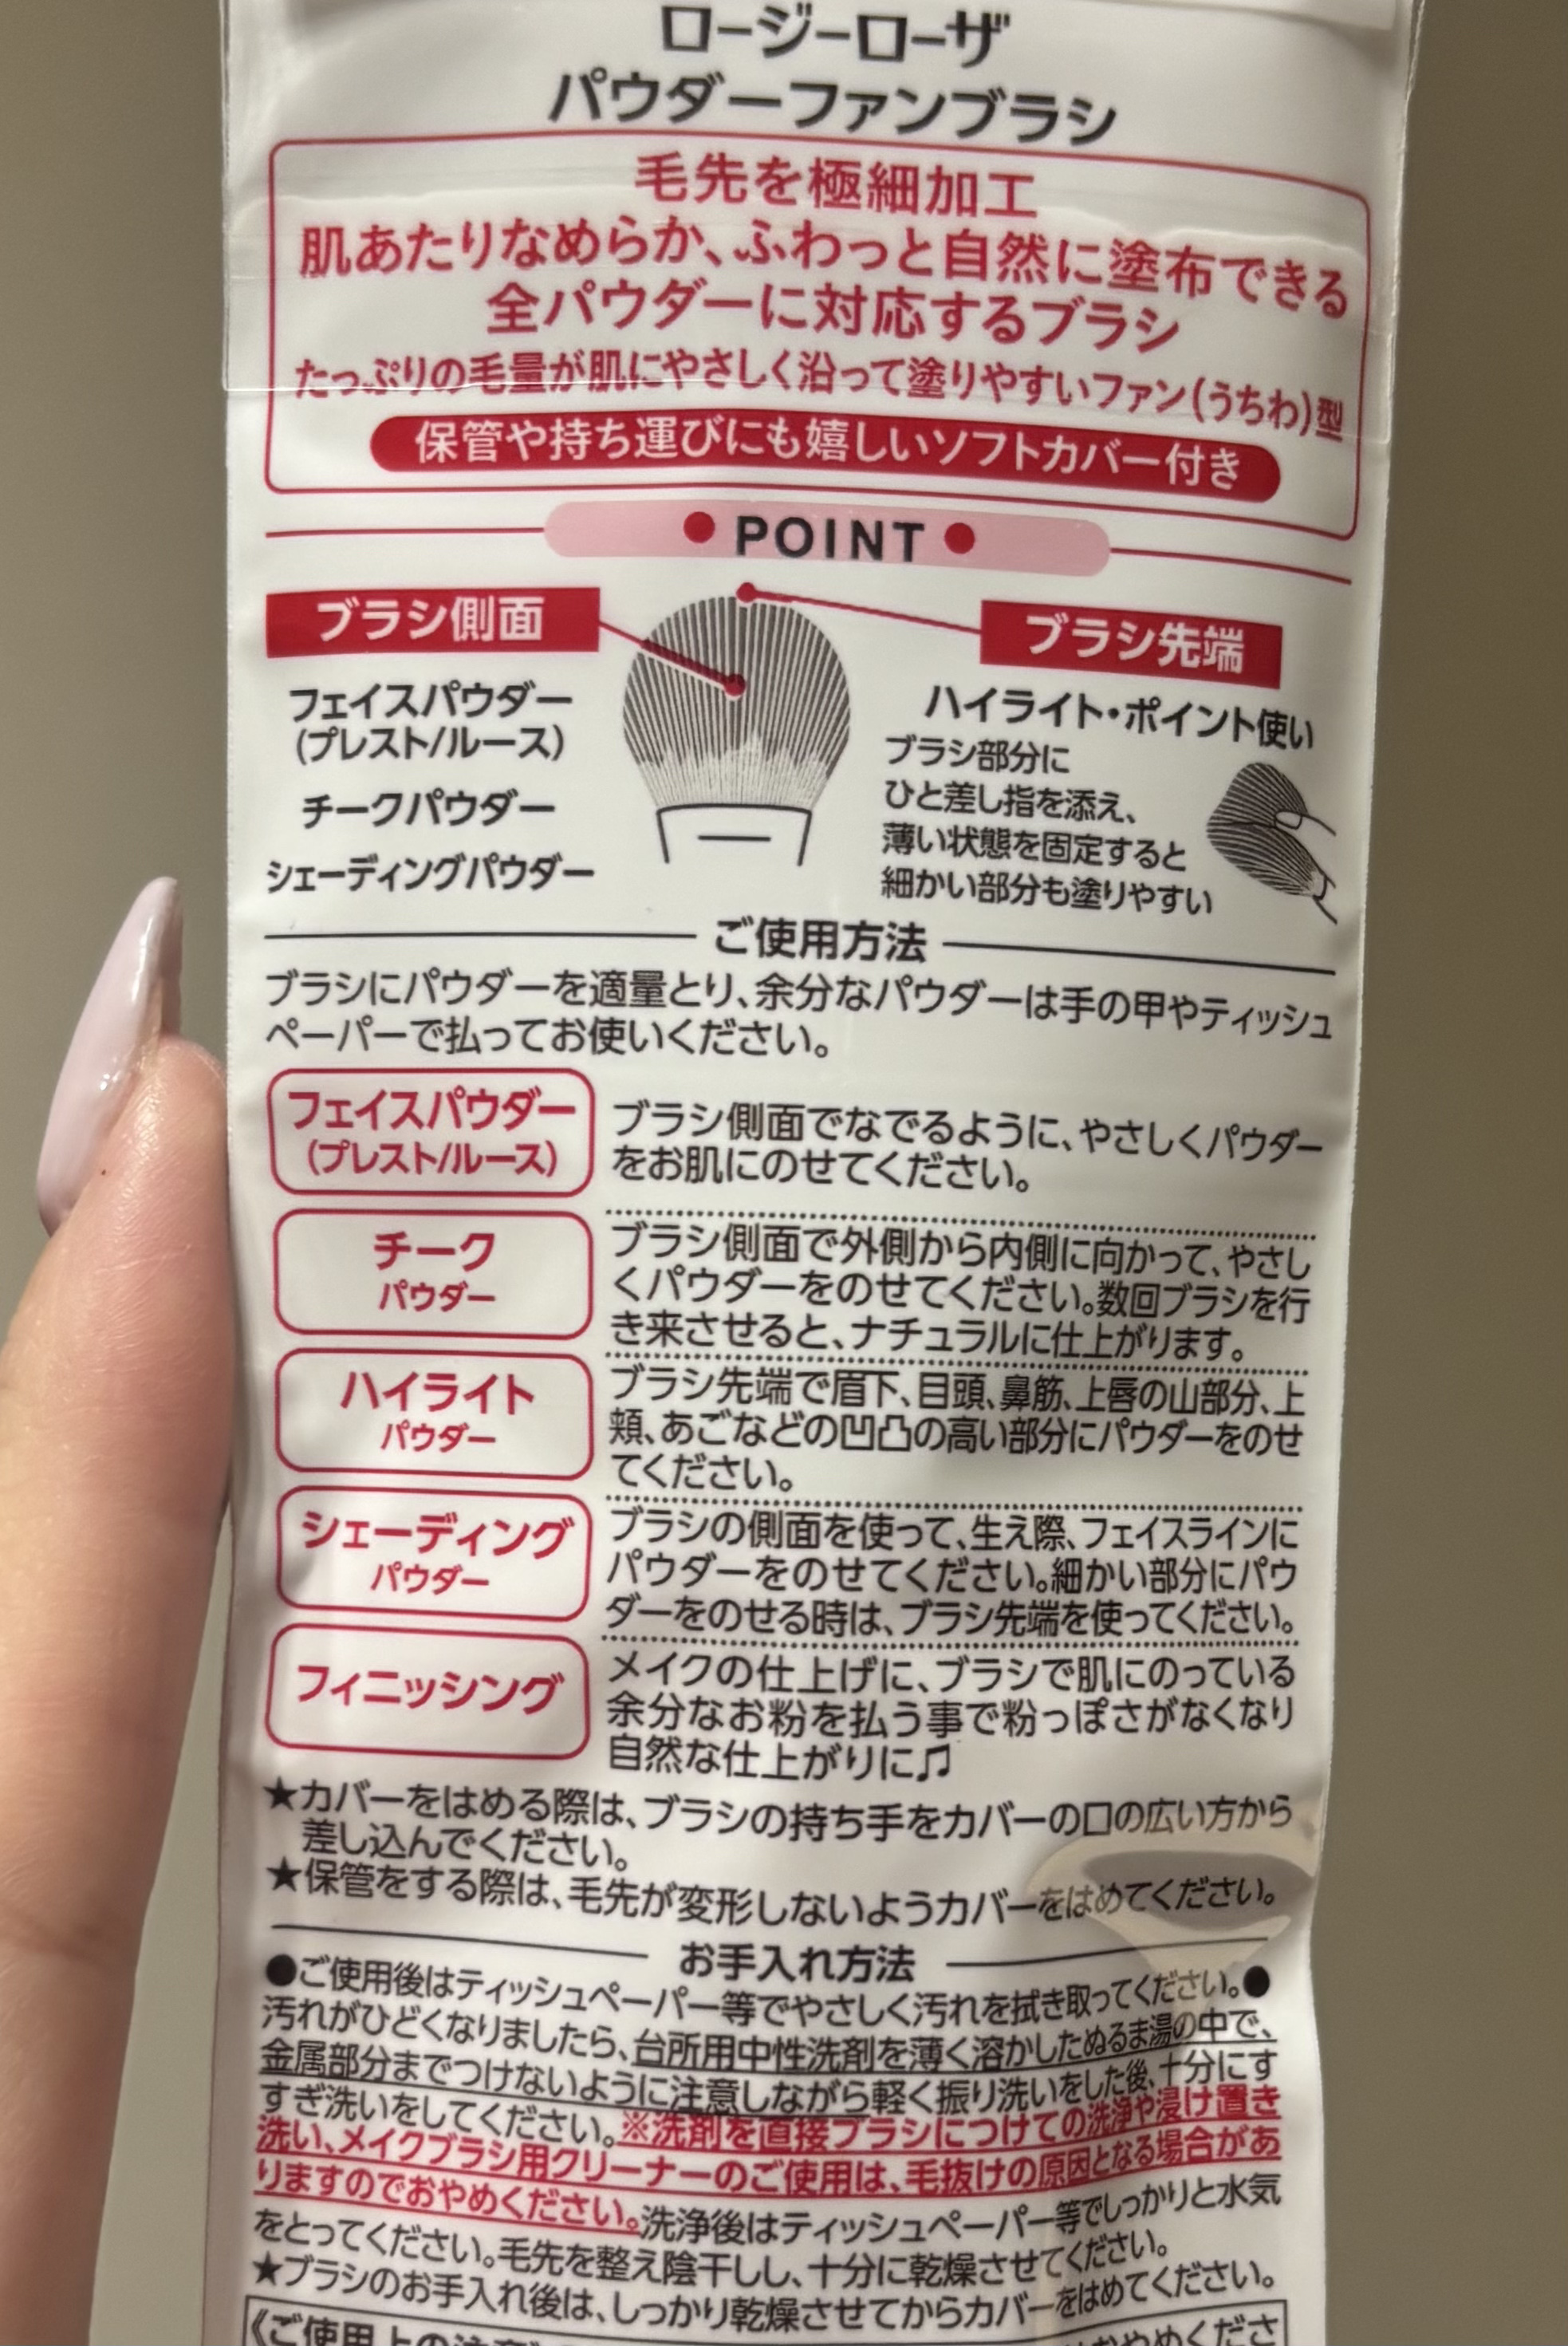 ロージーローザ
パウダーファンブラシ
毛先を極細加工
肌あたりなめらか、ふわっと自然に塗布できる
全パウダーに対応するブラシ
たっぷりの毛量が肌にやさしく沿って塗りやすいファン(うちわ)型
保管や持ち運びにも嬉しいソフトカバー付き
POINT
ブラシ側面
フェイスパウダー
(プレスト/ルース)
チークパウダー
シェーディングパウダー
ブラシ先端
ハイライト・ポイント使い
ブラシ部分に
ひと差し指を添え、
薄い状態を固定すると
細かい部分も塗りやすい
ご使用方法
ブラシにパウダーを適量とり、余分なパウダーは手の甲やティッシュ
ペーパーで払ってお使いください。
フェイスパウダー
(プレスト/ルース)
ブラシ側面でなでるように、やさしくパウダー
をお肌にのせてください。
チーク
パウダー
ブラシ側面で外側から内側に向かって、やさし
くパウダーをのせてください。数回ブラシを行
き来させると、ナチュラルに仕上がります。
ハイライト
パウダー
ブラシ先端で眉下、目頭、鼻筋、上唇の山部分、上
頬、あごなどの凹凸の高い部分にパウダーをのせ
てください。
シェーディング
パウダー
ブラシの側面を使って、生え際、フェイスラインに
パウダーをのせてください。細かい部分にパウ
ダーをのせる時は、ブラシ先端を使ってください。
フィニッシング
メイクの仕上げに、ブラシで肌にのっている
余分なお粉を払う事で粉っぽさがなくなり
自然な仕上がりに♫
★カバーをはめる際は、ブラシの持ち手をカバーの口の広い方から
差し込んでください。
★保管をする際は、毛先が変形しないようカバーをはめてください。
お手入れ方法
●ご使用後はティッシュペーパー等でやさしく汚れを拭き取ってください。●
汚れがひどくなりましたら、台所用中性洗剤を薄く溶かしたぬるま湯の中で、
金属部分までつけないように注意しながら軽く振り洗いをした後、十分にす
すぎ洗いをしてください。※洗剤を直接ブラシにつけての洗浄や浸け置き
洗い、メイクブラシ用クリーナーのご使用は、毛抜けの原因となる場合があ
りますのでおやめください。洗浄後はティッシュペーパー等でしっかりと水気
をとってください。毛先を整え陰干しし、十分に乾燥させてください。
★ブラシのお手入れ後は、しっかり乾燥させてからカバーをはめてください。
《ご使用上の注意》